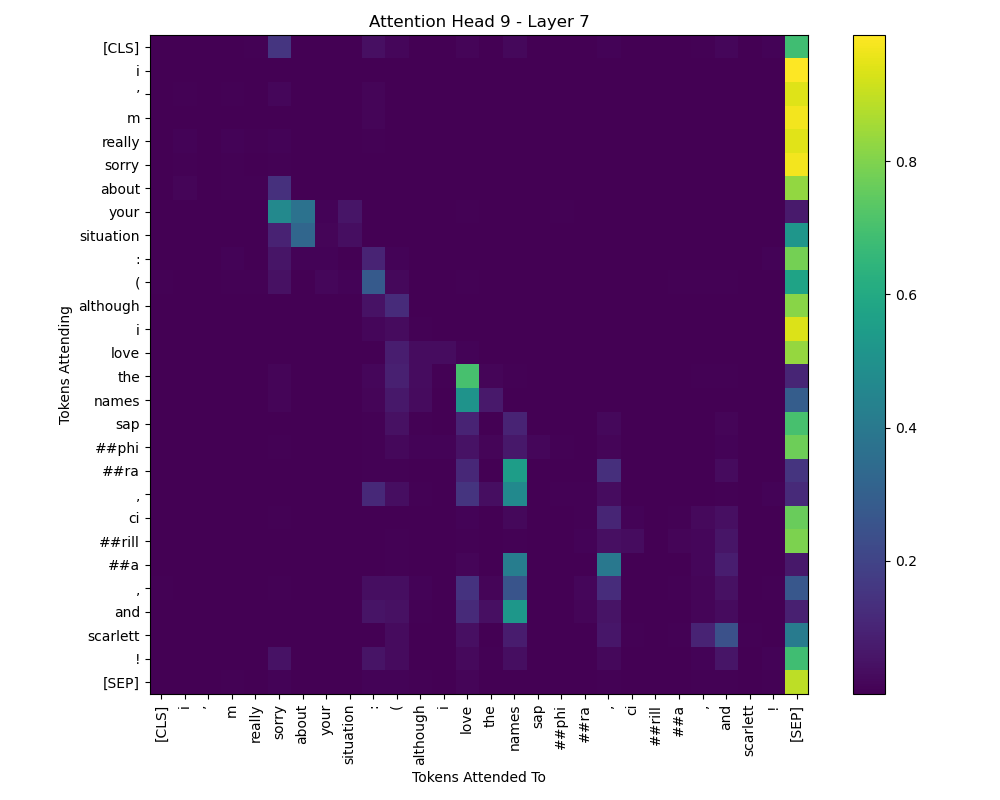 Attention Head 9 - Layer 7
Tokens Attending
[CLS]
i
’
m
really
sorry
about
your
situation
:
(
although
i
love
the
names
sap
##phi
##ra
,
ci
##rill
##a
,
and
scarlett
!
[SEP]
[CLS]
i
’
m
really
sorry
about
your
situation
:
(
although
i
love
the
names
sap
##phi
##ra
,
ci
##rill
##a
,
and
scarlett
!
[SEP]
Tokens Attended To
0.8
0.6
0.4
0.2